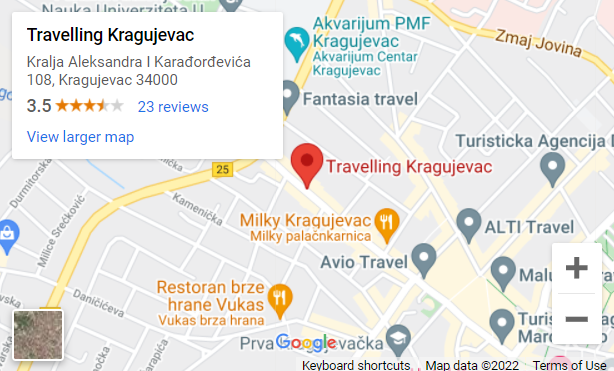 Travelling Kragujevac
Kralja Aleksandra I Karađorđevića
108, Kragujevac 34000
3.5
23 reviews
View larger map
Nauka Univerziteta U
Akvarijum PMF
Kragujevac
Akvarijum Centar
Kragujevac
Zmaj Jovina
Fantasia travel
Turisticka Agencija D
Travelling Kragujevac
25
Durmitorska
Milice Srećković
Kamenička
Milky Kragujevac
Milky palačnkarnica
ALTI Travel
Avio Travel
Malu
Restoran brze
hrane Vukas
Vukas brza hrana
Daničićeva
Turistič
Marc
Prva Kragujevačka
Google
Keyboard shortcuts
Map data ©2022
Terms of Use